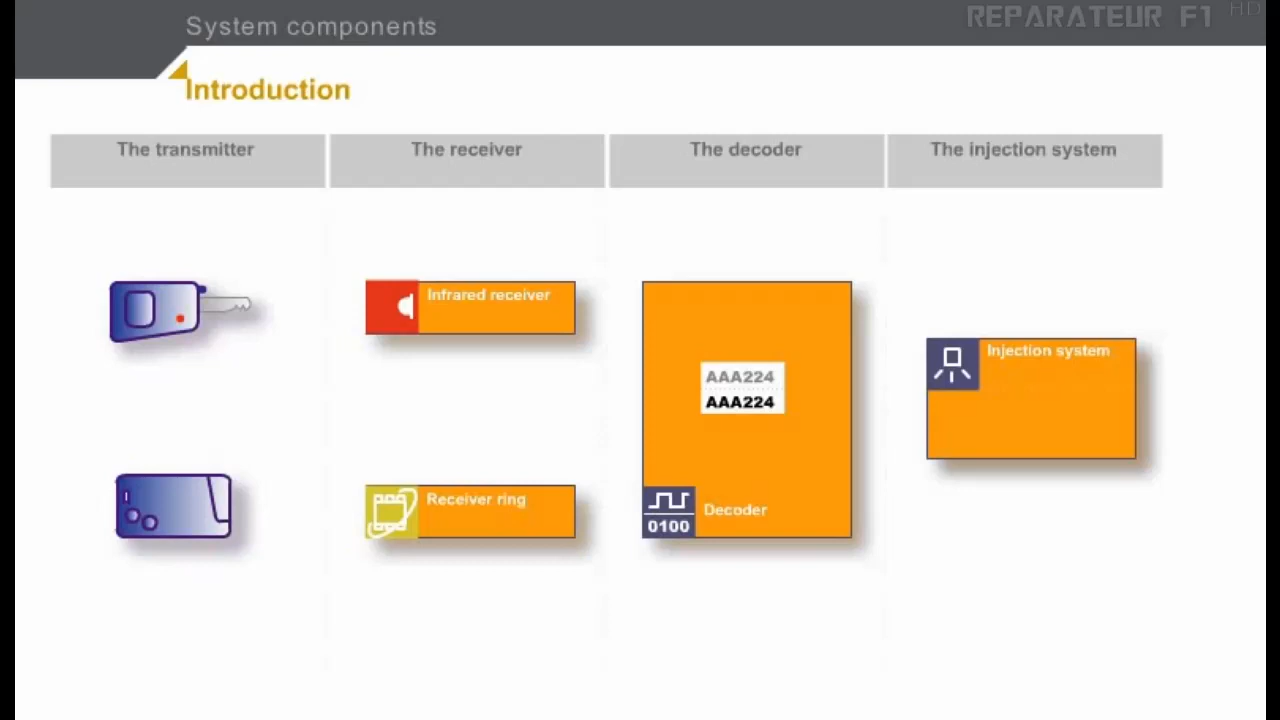 System components
REPARATEUR F1 HD
Introduction
The transmitter
The receiver
The decoder
The injection system
Infrared receiver
Receiver ring
AAA224
AAA224
0100
Decoder
Injection system